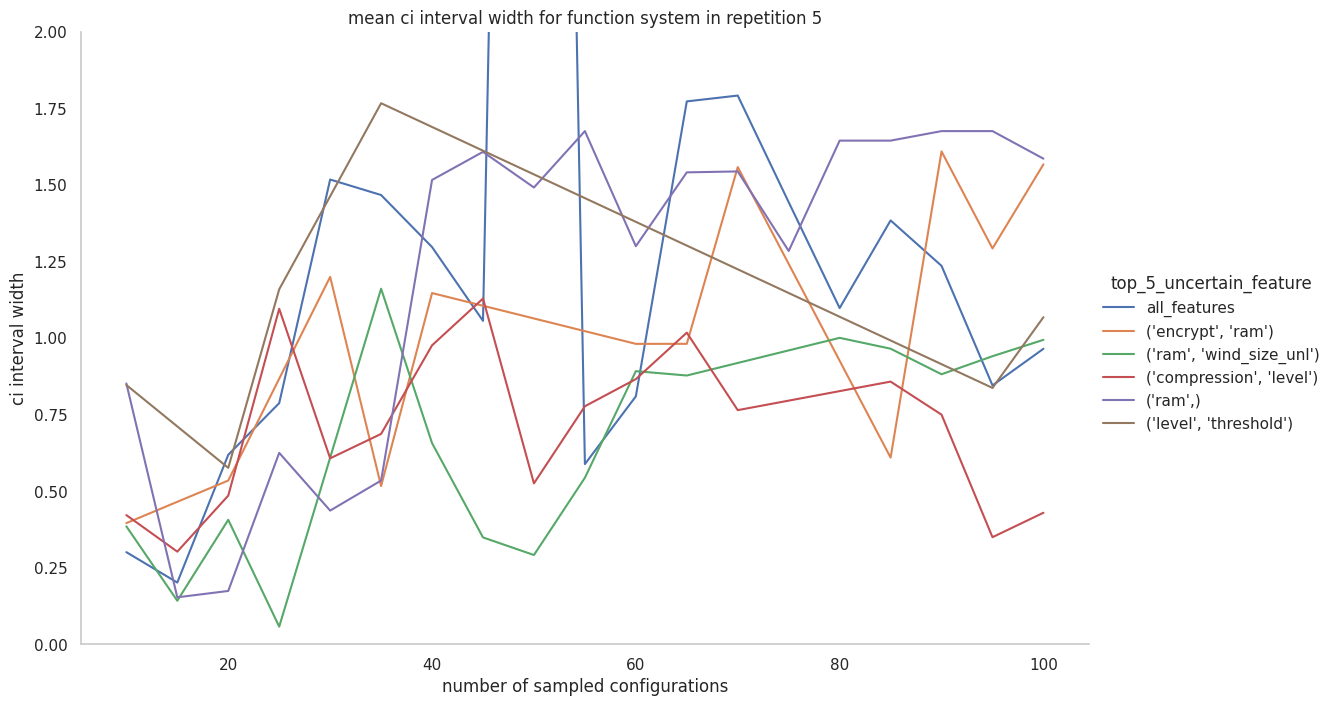 mean ci interval width for function system in repetition 5
2.00
1.75
1.50
1.25
1.00
0.75
0.50
0.25
0.00
ci interval width
20 40 60 80 100
number of sampled configurations
top_5_uncertain_feature
all_features
('encrypt', 'ram')
('ram', 'wind_size_unl')
('compression', 'level')
('ram',)
('level', 'threshold')